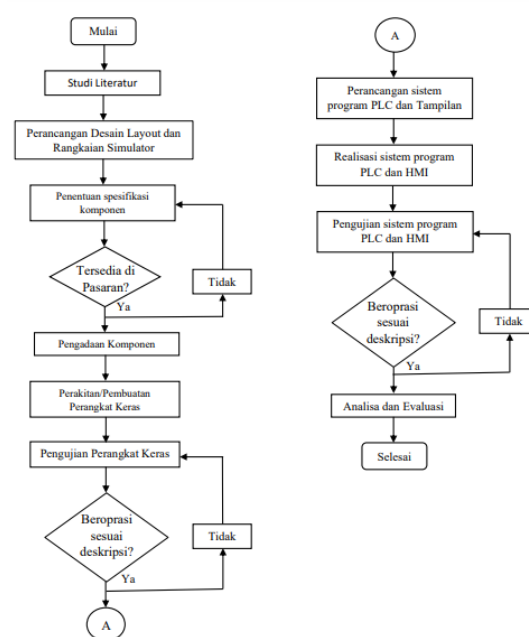 Mulai
Studi Literatur
Perancangan Desain Layout dan
Rangkaian Simulator
Penentuan spesifikasi
komponen
Tersedia di
Pasaran?
Tidak
Ya
Pengadaan Komponen
Perakitan/Pembuatan
Perangkat Keras
Pengujian Perangkat Keras
Beroprasi
sesuai
deskripsi?
Tidak
Ya
A
A
Perancangan sistem
program PLC dan Tampilan
Realisasi sistem program
PLC dan HMI
Pengujian sistem program
PLC dan HMI
Beroprasi
sesuai
deskripsi?
Tidak
Ya
Analisa dan Evaluasi
Selesai